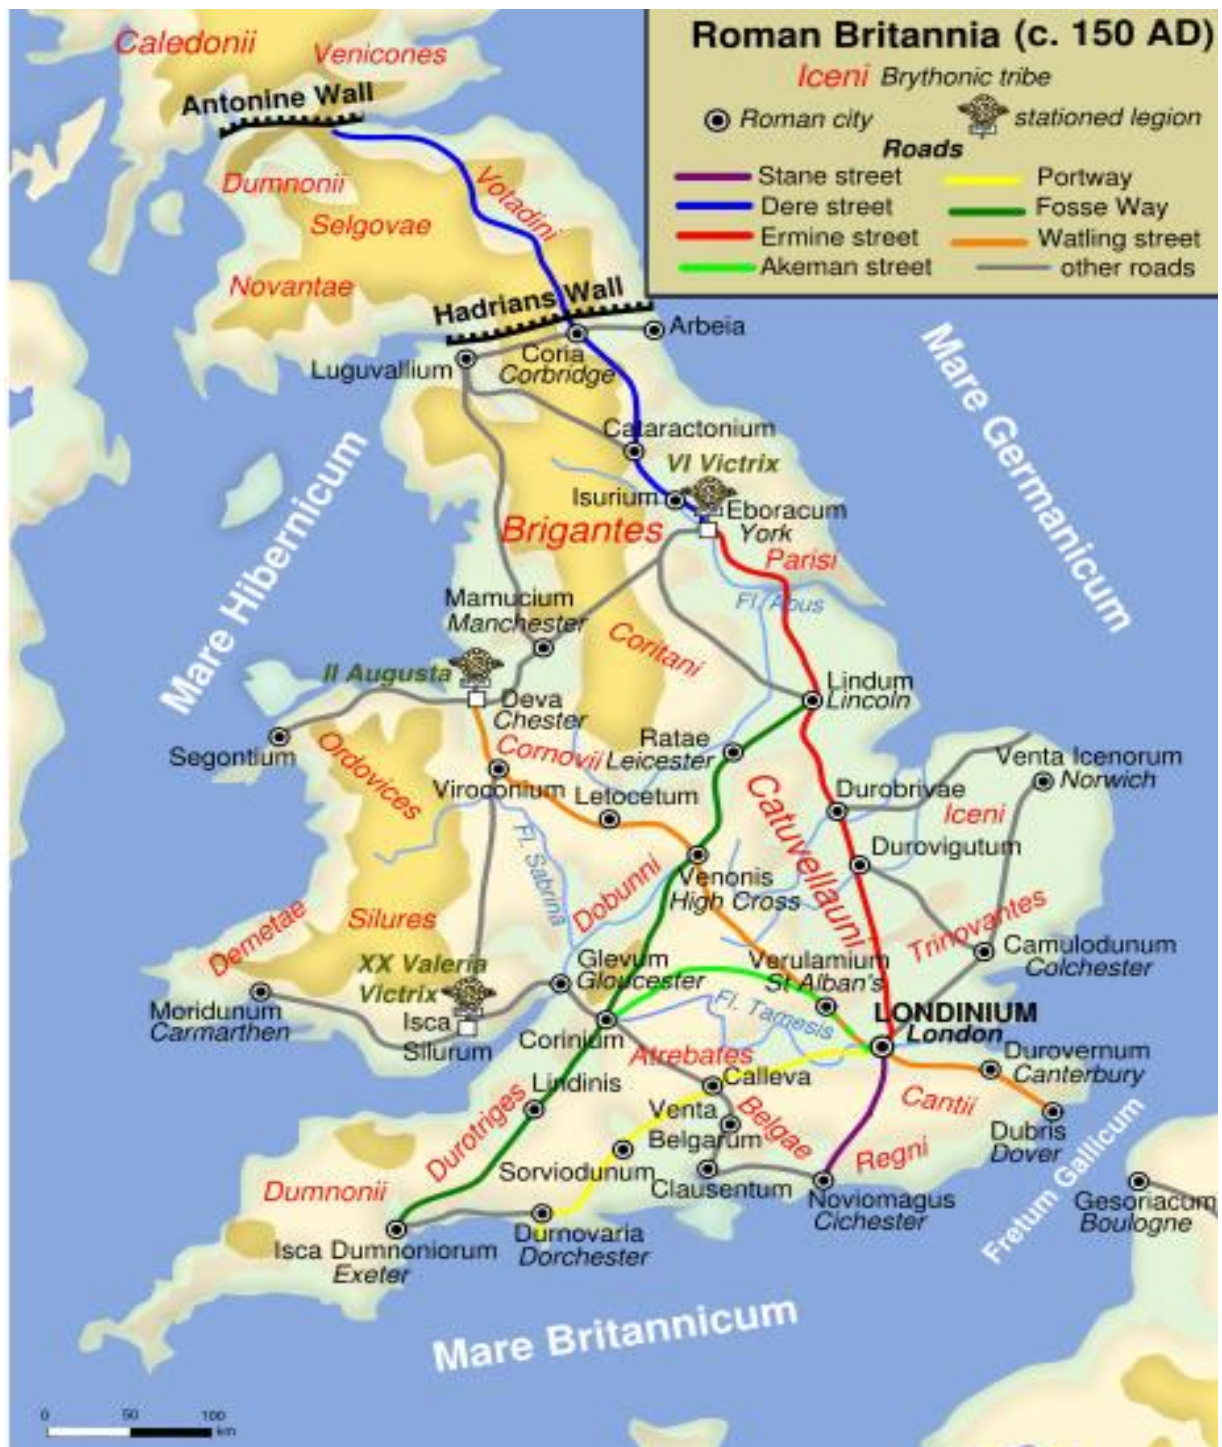 Roman Britannia (c. 150 AD)
Iceni Brythonic tribe
Roman city
stationed legion
Roads
Stane street
Portway
Dere street
Fosse Way
Ermine street
Watling street
Akeman street
other roads
Caledonii
Venicones
Antonine Wall
Dumnonii
Votadini
Selgovae
Novantae
Hadrians Wall
Arbeia
Luguvallium
Coria
Corbridge
Mare Germanicum
Cataractonium
VI Victrix
Isurium
Eboracum
York
Brigantes
Parisi
Mare Hibernicum
Fl. Abus
Mamucium
Manchester
Coritani
II Augusta
Deva
Chester
Lindum
Lincoln
Segontium
Ordovices
Cornovii
Ratae
Leicester
Venta Icenorum
Norwich
Viroconium
Letocetum
Catuvellauni
Durobrivae
Iceni
Durovigutum
Fl. Sabrina
Dobunni
Venonis
High Cross
Demetae
Silures
Trinovantes
XX Valeria
Victrix
Glevum
Gloucester
Verulamium
St Alban's
Camulodunum
Colchester
Moridunum
Carmarthen
Isca
Silurum
Corinium
Fl. Tamesis
LONDINIUM
London
Atrebates
Durovernum
Canterbury
Lindinis
Calleva
Cantii
Durotriges
Venta
Belgarum
Belgae
Dubris
Dover
Regni
Sorviodunum
Clausentum
Dumnonii
Noviomagus
Cichester
Fretum Gallicum
Gesoriacum
Boulogne
Isca Dumnoniorum
Exeter
Durnovaria
Dorchester
Mare Britannicum
0 50 100
km